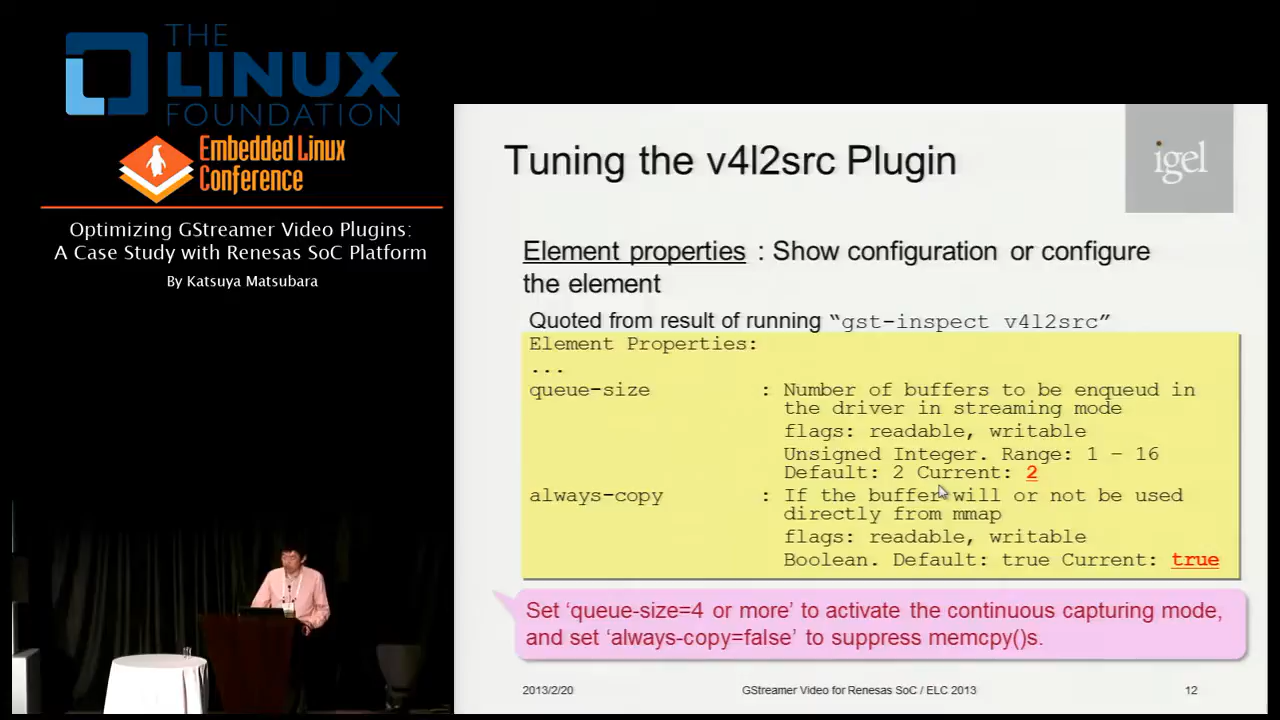 THE
LINUX
FOUNDATION
Embedded Linux
Conference
Optimizing GStreamer Video Plugins:
A Case Study with Renesas SoC Platform
By Katsuya Matsubara
igel
Tuning the v4l2src Plugin
Element properties : Show configuration or configure
the element
Quoted from result of running “gst-inspect v4l2src”
Element Properties:
...
queue-size : Number of buffers to be enqueud in
the driver in streaming mode
flags: readable, writable
Unsigned Integer. Range: 1 – 16
Default: 2 Current: 2
always-copy : If the buffer will or not be used
directly from mmap
flags: readable, writable
Boolean. Default: true Current: true
Set ‘queue-size=4 or more’ to activate the continuous capturing mode,
and set ‘always-copy=false’ to suppress memcpy()s.
2013/2/20 GStreamer Video for Renesas SoC / ELC 2013 12